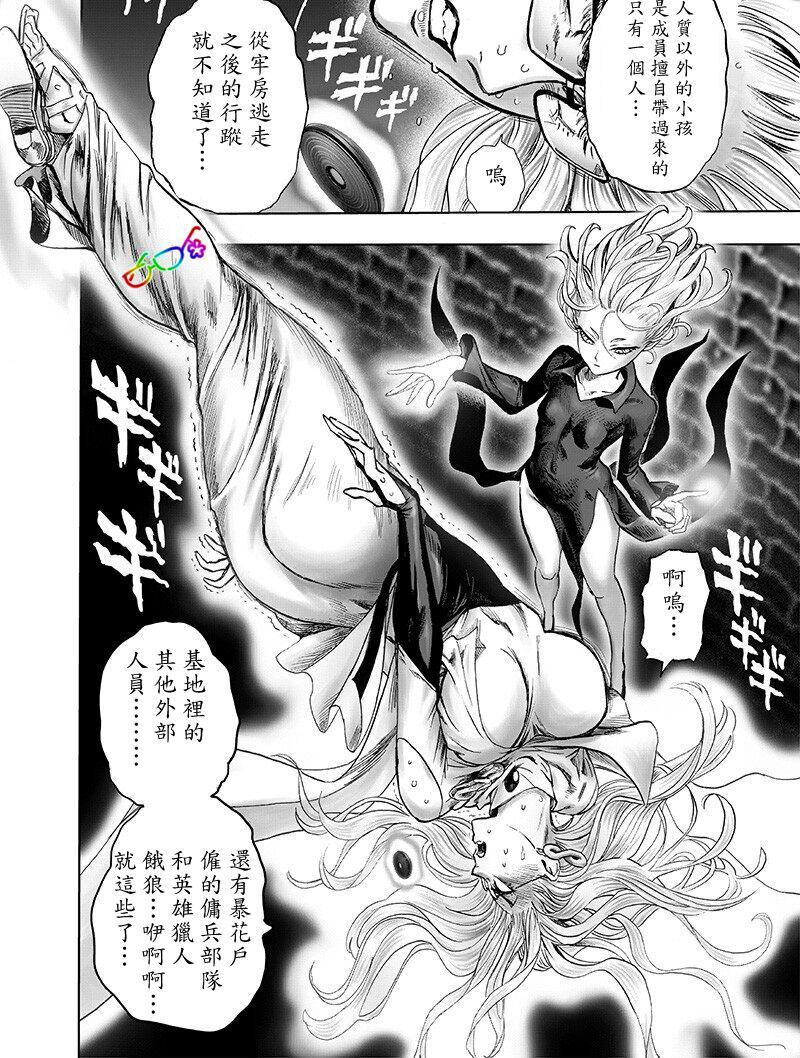 人質以外的小孩
是成員擅自帶過來的
只有一個人…
從牢房逃走
之後的行蹤
就不知道了…
嗚
ギギギ
ギギギ
啊嗚…
ギギギ
基地裡的
其他外部
人員………
還有暴花戶
僱的傭兵部隊
和英雄獵人
餓狼…咿啊啊…
就這些了…